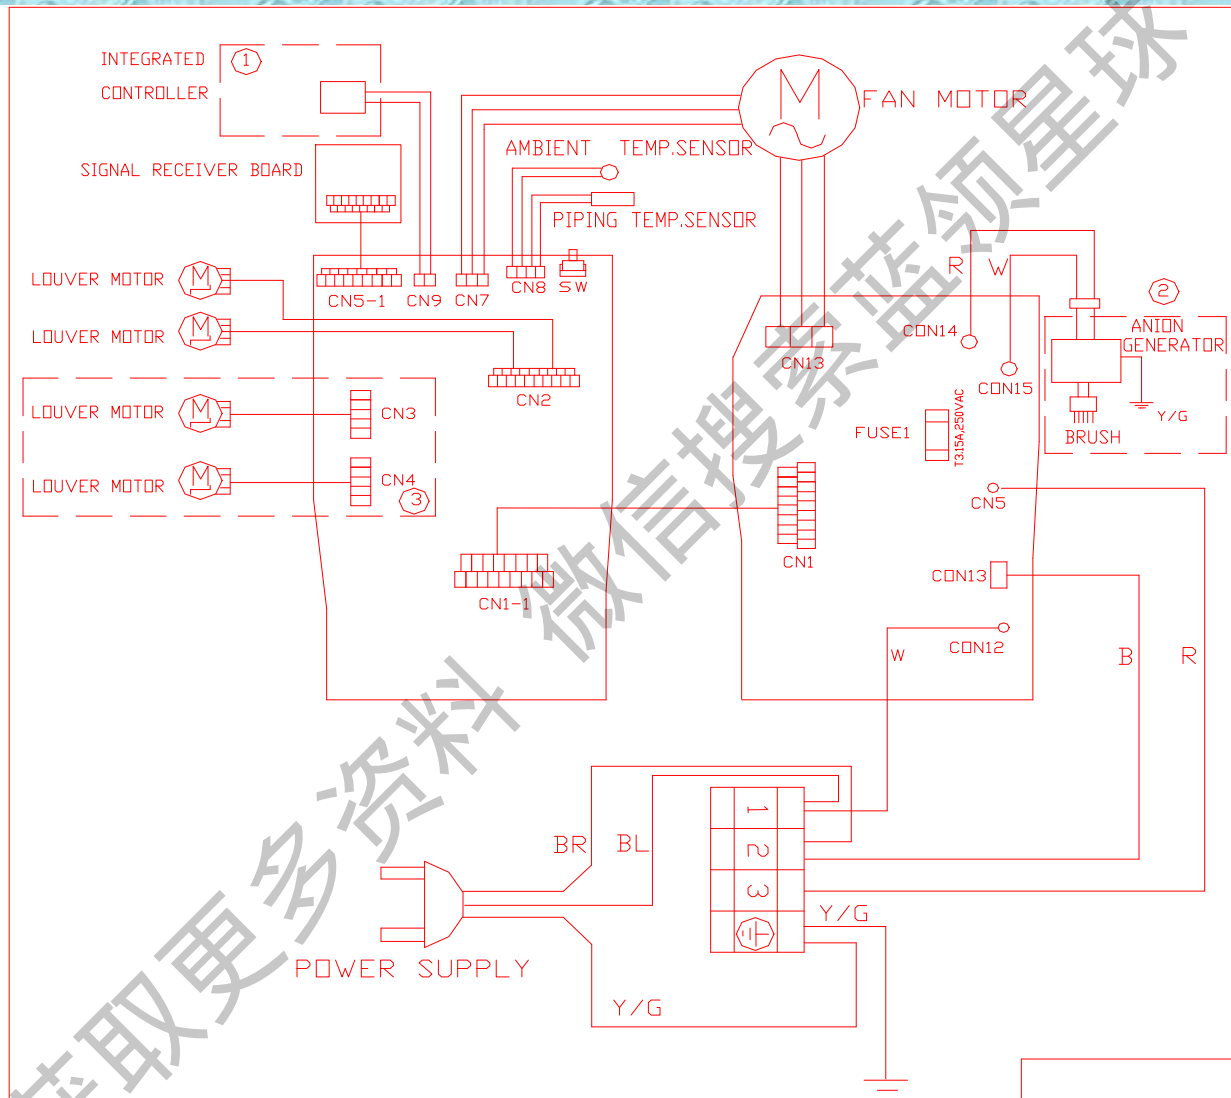 INTEGRATED
CONTROLLER
1
M
FAN MOTOR
SIGNAL RECEIVER BOARD
AMBIENT TEMP.SENSOR
PIPING TEMP.SENSOR
LOUVER MOTOR
M
CN5-1
CN9
CN7
CN8
SW
LOUVER MOTOR
M
CN2
LOUVER MOTOR
M
CN3
LOUVER MOTOR
M
CN4
3
CN1-1
R
W
2
CON14
CN13
CON15
ANION
GENERATOR
Y/G
BRUSH
FUSE1
T3.15A,250VAC
CN5
CN1
CON13
CON12
W
B
R
BR
BL
1
2
3
Y/G
POWER SUPPLY
Y/G
获取更多资料 微信搜索蓝领星球